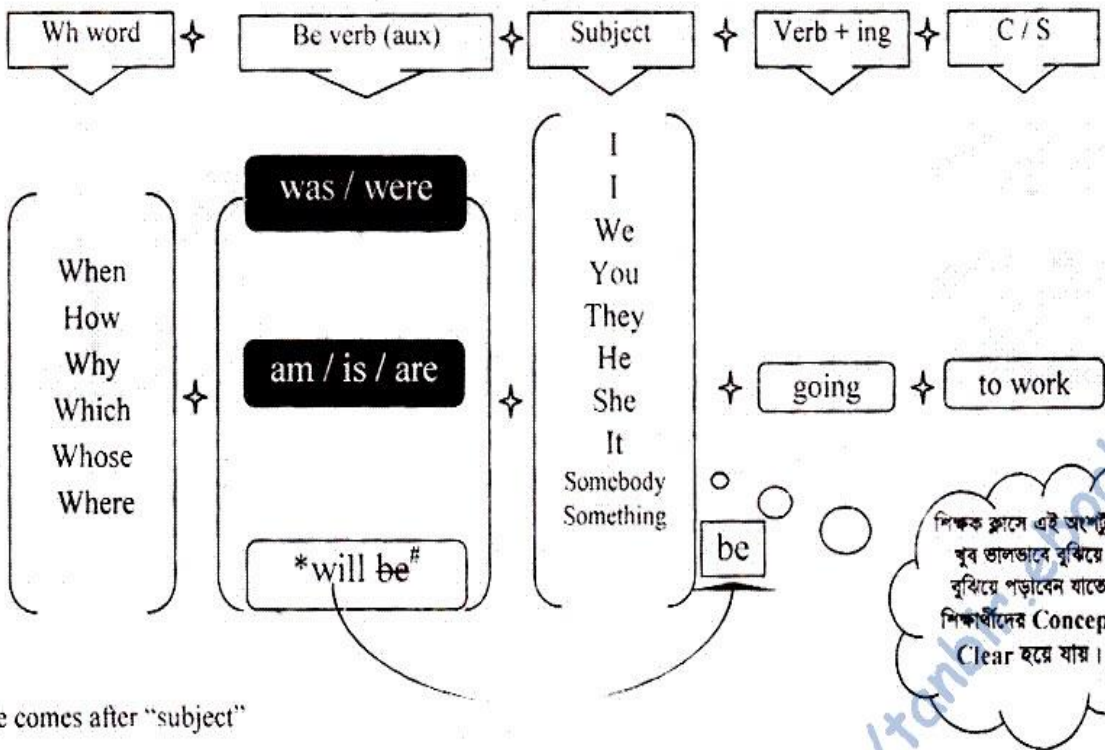 Wh word Be verb (aux) Subject Verb + ing C / S
I
was / were
I
We
When
You
How
They
Why
am / is / are
He
going
to work
Which
She
Whose
It
Where
Somebody
Something
*will be#
be
শিক্ষক ক্লাসে এই অংশটু
খুব ভালভাবে বুঝিয়ে
বুঝিয়ে পড়াবেন যাতে
শিক্ষার্থীদের Concep
Clear হয়ে যায়।
e comes after “subject”
/tanbir.ebook